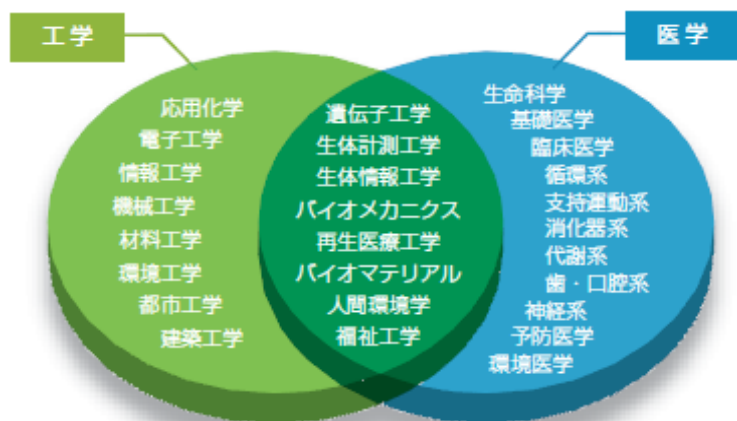 工学
医学
応用化学
電子工学
情報工学
機械工学
材料工学
環境工学
都市工学
建築工学
遺伝子工学
生体計測工学
生体情報工学
バイオメカニクス
再生医療工学
バイオマテリアル
人間環境学
福祉工学
生命科学
基礎医学
臨床医学
循環系
支持運動系
消化器系
代謝系
歯・口腔系
神経系
予防医学
環境医学